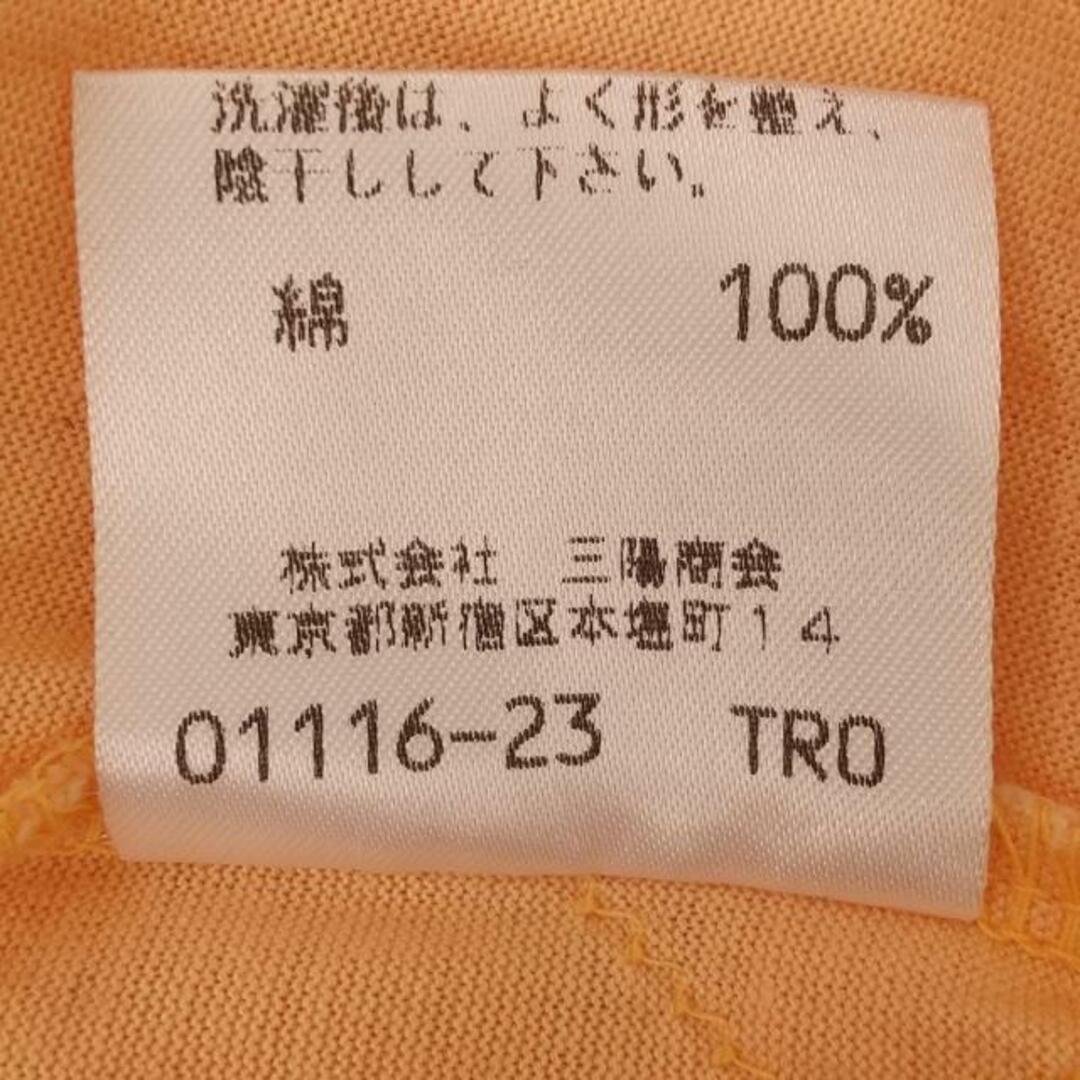 洗濯後は、よく形を整え、
陰干しして下さい。
綿 100%
株式会社 三陽商会
東京都新宿区本塩町14
01116-23 TRO